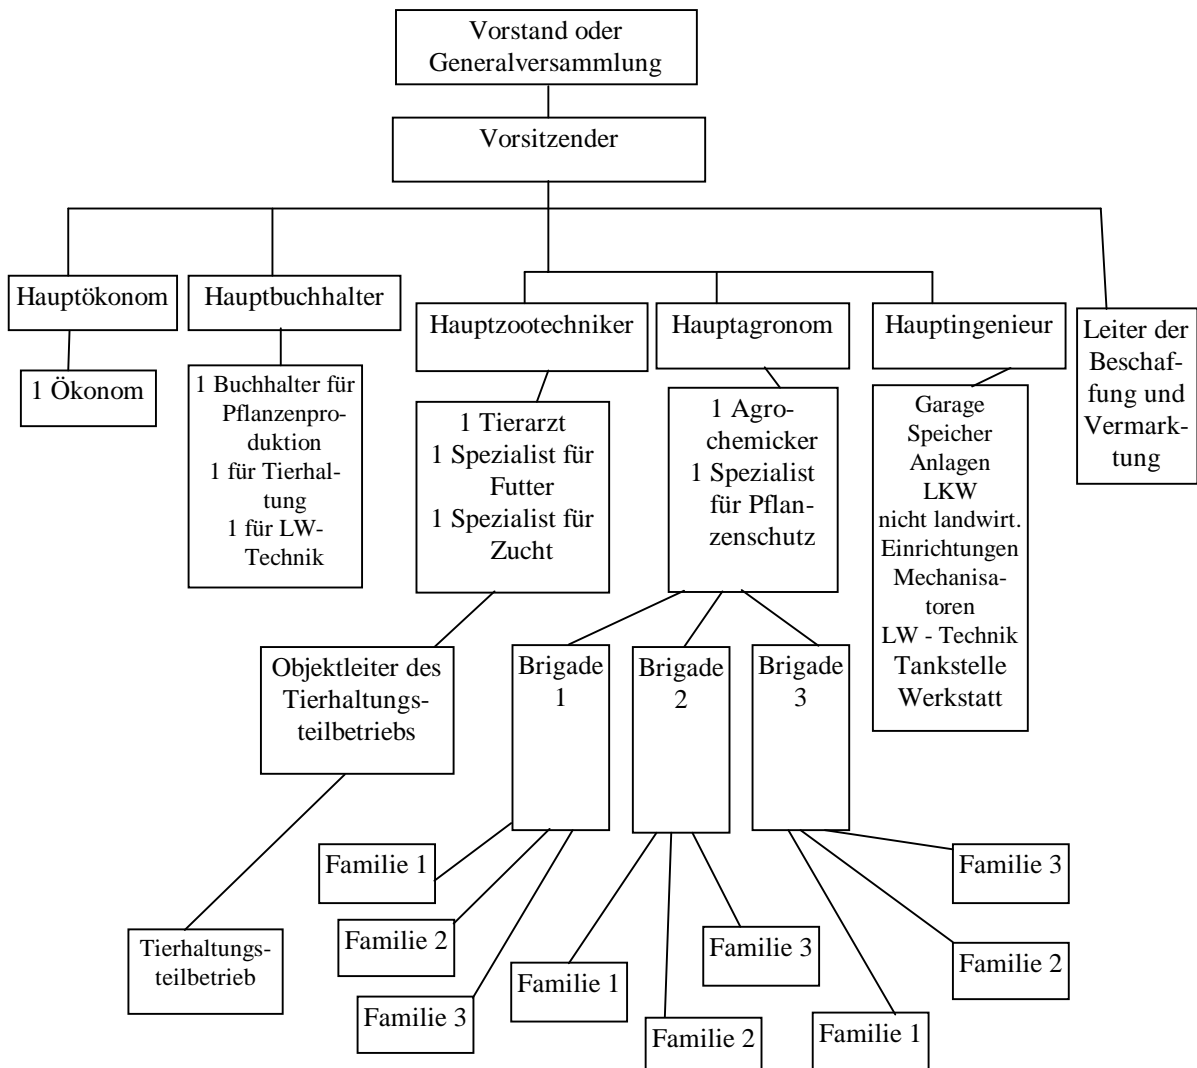 Vorstand oder
Generalversammlung
Vorsitzender
Hauptökonom
Hauptbuchhalter
Hauptzootechniker
Hauptagronom
Hauptingenieur
Leiter der
Beschaf-
fung und
Vermark-
tung
1 Ökonom
1 Buchhalter für
Pflanzenpro-
duktion
1 für Tierhal-
tung
1 für LW-
Technik
1 Tierarzt
1 Spezialist für
Futter
1 Spezialist für
Zucht
1 Agro-
chemicker
1 Spezialist
für Pflan-
zenschutz
Garage
Speicher
Anlagen
LKW
nicht landwirt.
Einrichtungen
Mechanisa-
toren
LW - Technik
Tankstelle
Werkstatt
Objektleiter des
Tierhaltungs-
teilbetriebs
Brigade
1
Brigade
2
Brigade
3
Tierhaltungs-
teilbetrieb
Familie 1
Familie 2
Familie 3
Familie 1
Familie 2
Familie 3
Familie 3
Familie 2
Familie 1